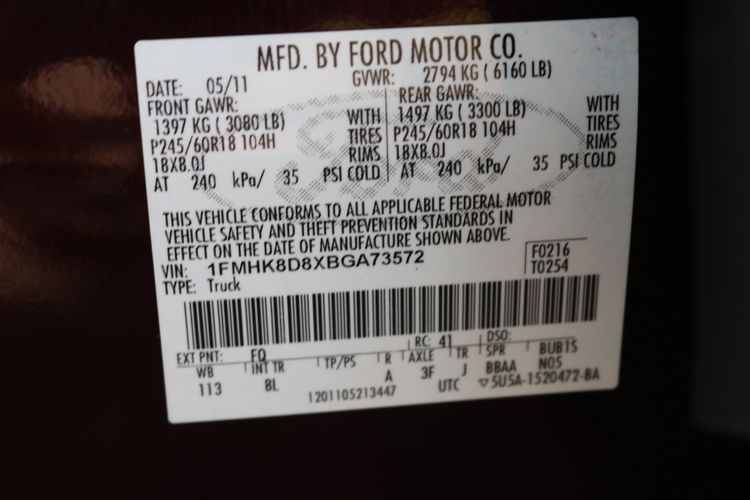 MFD. BY FORD MOTOR CO.
DATE: 05/11 GVWR: 2794 KG ( 6160 LB)
FRONT GAWR: REAR GAWR:
1397 KG ( 3080 LB) WITH 1497 KG ( 3300 LB) WITH
P245/60R18 104H TIRES P245/60R18 104H TIRES
18X8.0J RIMS 18X8.0J RIMS
AT 240 kPa/ 35 PSI COLD AT 240 kPa/ 35 PSI COLD
THIS VEHICLE CONFORMS TO ALL APPLICABLE FEDERAL MOTOR
VEHICLE SAFETY AND THEFT PREVENTION STANDARDS IN
EFFECT ON THE DATE OF MANUFACTURE SHOWN ABOVE.
VIN: 1FMHK8D8XBGA73572 F0216
TYPE: Truck T0254
EXT PNT: FQ RC: 41 DSO:
WB INT TR TP/PS R AXLE TR SPR BUB1S
113 8L A 3F J BBAA N05
1201105213447 UTC ▽5U5A-1520472-BA